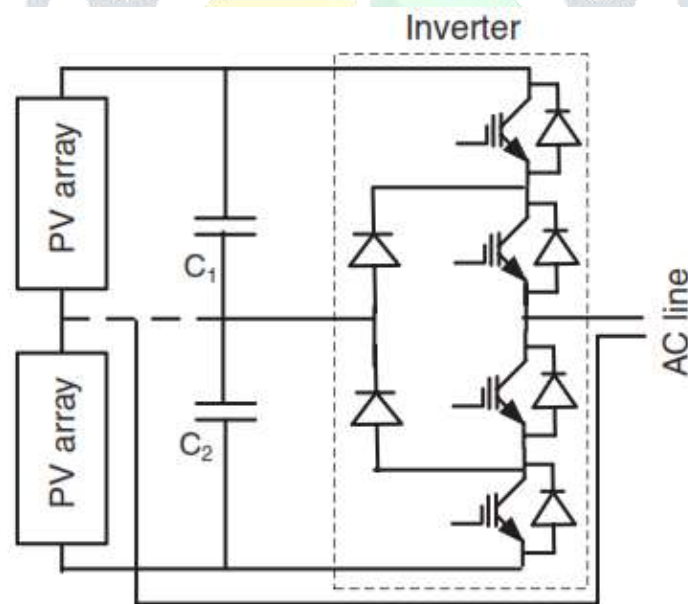 Inverter
PV array
C₁
AC line
PV array
C₂